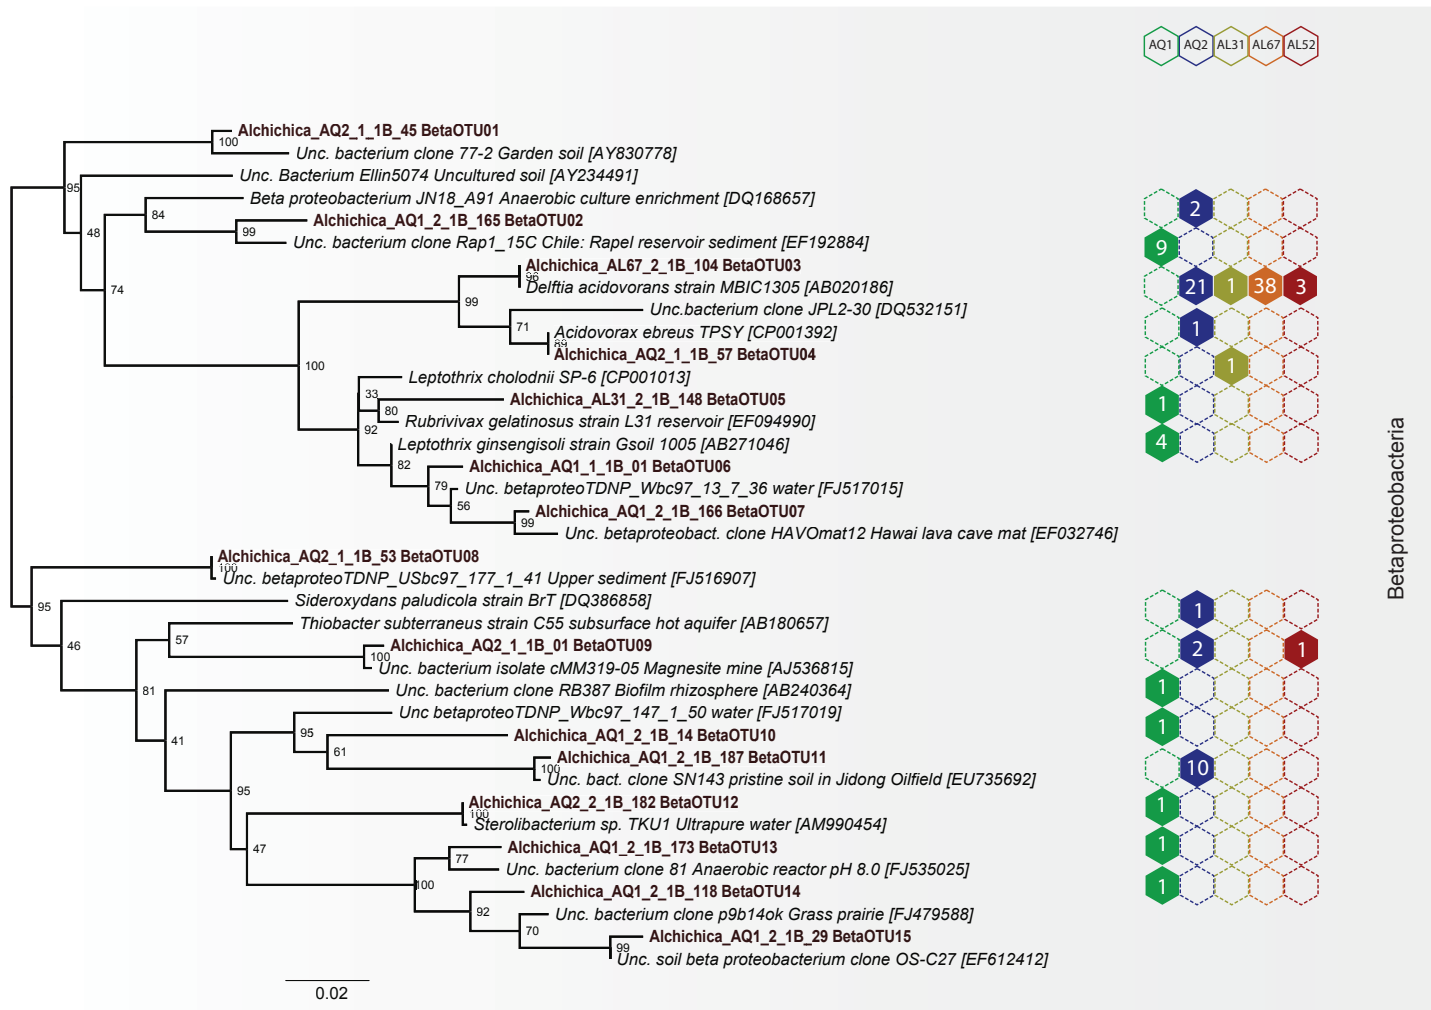 AQ1 AQ2 AL31 AL67 AL52
Alchichica_AQ2_1_1B_45 BetaOTU01
100
Unc. bacterium clone 77-2 Garden soil [AY830778]
Unc. Bacterium Ellin5074 Uncultured soil [AY234491]
95
Beta proteobacterium JN18_A91 Anaerobic culture enrichment [DQ168657]
2
84
Alchichica_AQ1_2_1B_165 BetaOTU02
99
48
Unc. bacterium clone Rap1_15C Chile: Rapel reservoir sediment [EF192884]
9
Alchichica_AL67_2_1B_104 BetaOTU03
96
Delftia acidovorans strain MBIC1305 [AB020186]
21 1 38 3
74
99
Unc.bacterium clone JPL2-30 [DQ532151]
71
1
Acidovorax ebreus TPSY [CP001392]
89
Alchichica_AQ2_1_1B_57 BetaOTU04
100
1
Leptothrix cholodnii SP-6 [CP001013]
33
Alchichica_AL31_2_1B_148 BetaOTU05
1
80
Rubrivivax gelatinosus strain L31 reservoir [EF094990]
92
Leptothrix ginsengisoli strain Gsoil 1005 [AB271046]
4
82
Alchichica_AQ1_1_1B_01 BetaOTU06
79
Unc. betaproteoTDNP_Wbc97_13_7_36 water [FJ517015]
56
Alchichica_AQ1_2_1B_166 BetaOTU07
99
Unc. betaproteobact. clone HAVOmat12 Hawai lava cave mat [EF032746]
Betaproteobacteria
Alchichica_AQ2_1_1B_53 BetaOTU08
100
Unc. betaproteoTDNP_USbc97_177_1_41 Upper sediment [FJ516907]
95
Sideroxydans paludicola strain BrT [DQ386858]
1
Thiobacter subterraneus strain C55 subsurface hot aquifer [AB180657]
57
46
Alchichica_AQ2_1_1B_01 BetaOTU09
2 1
100
Unc. bacterium isolate cMM319-05 Magnesite mine [AJ536815]
81
Unc. bacterium clone RB387 Biofilm rhizosphere [AB240364]
1
Unc betaproteoTDNP_Wbc97_147_1_50 water [FJ517019]
1
95
41
Alchichica_AQ1_2_1B_14 BetaOTU10
61
Alchichica_AQ1_2_1B_187 BetaOTU11
10
100
Unc. bact. clone SN143 pristine soil in Jidong Oilfield [EU735692]
95
Alchichica_AQ2_2_1B_182 BetaOTU12
1
100
Sterolibacterium sp. TKU1 Ultrapure water [AM990454]
47
Alchichica_AQ1_2_1B_173 BetaOTU13
1
77
Unc. bacterium clone 81 Anaerobic reactor pH 8.0 [FJ535025]
100
1
Alchichica_AQ1_2_1B_118 BetaOTU14
92
Unc. bacterium clone p9b14ok Grass prairie [FJ479588]
70
Alchichica_AQ1_2_1B_29 BetaOTU15
99
Unc. soil beta proteobacterium clone OS-C27 [EF612412]
0.02